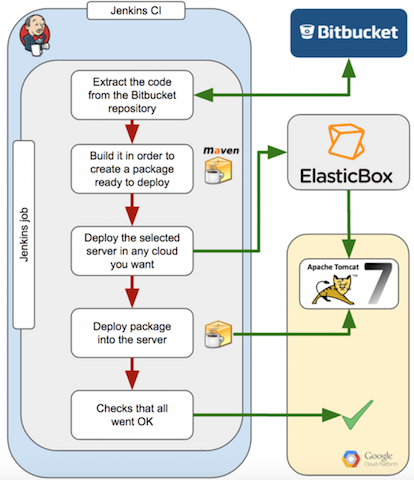 Jenkins CI
Bitbucket
Extract the code
from the Bitbucket
repository
Build it in order to
create a package
ready to deploy
maven
ElasticBox
Jenkins job
Deploy the selected
server in any cloud
you want
Apache Tomcat
TM
7
Deploy package
into the server
Checks that all
went OK
Google
Cloud Platform